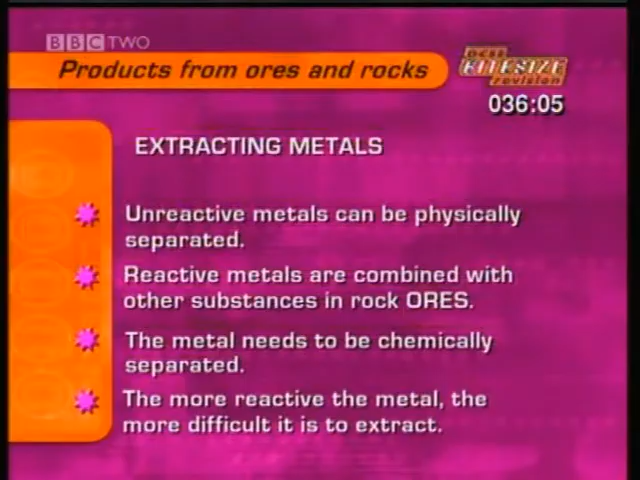 BBC TWO
Products from ores and rocks
GCSE
BITESIZE
revision
036:05
EXTRACTING METALS
Unreactive metals can be physically
separated.
Reactive metals are combined with
other substances in rock ORES.
The metal needs to be chemically
separated.
The more reactive the metal, the
more difficult it is to extract.